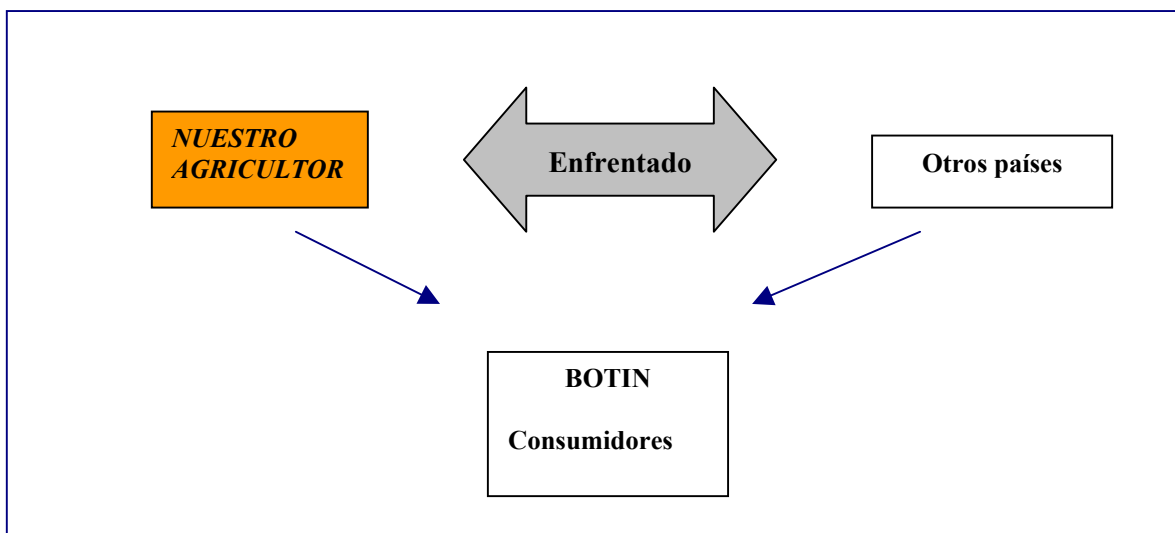 NUESTRO
AGRICULTOR
Enfrentado
Otros países
BOTIN
Consumidores